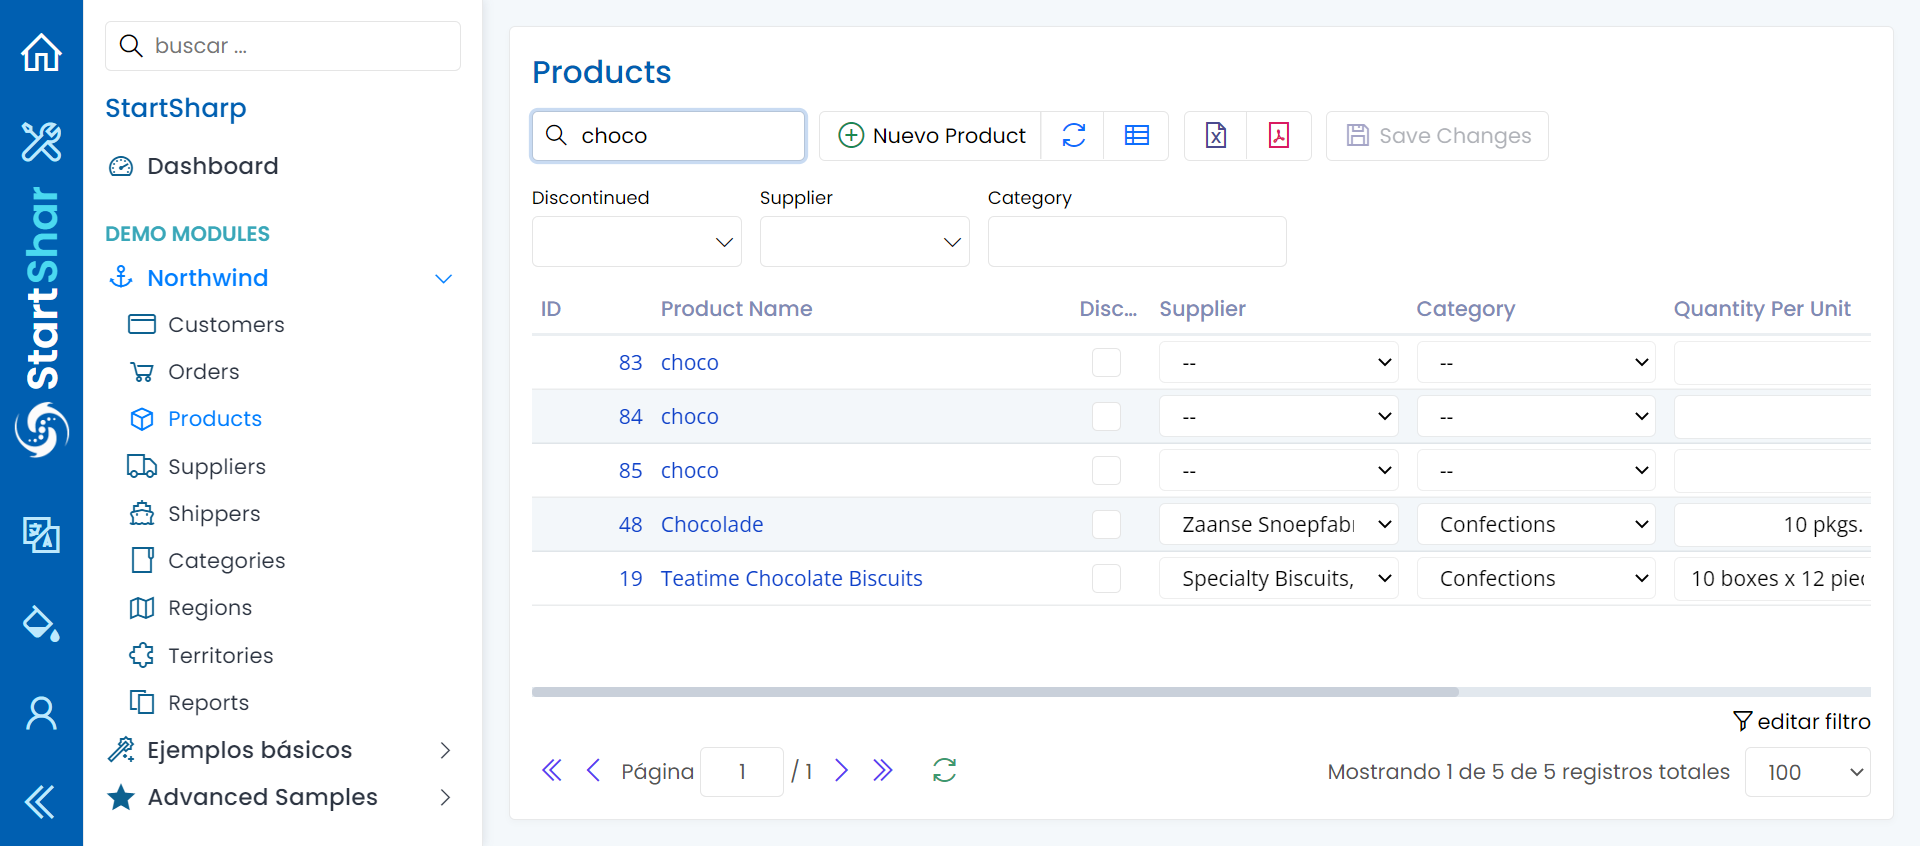 buscar ...
StartSharp
Dashboard
DEMO MODULES
Northwind
Customers
Orders
Products
Suppliers
Shippers
Categories
Regions
Territories
Reports
Ejemplos básicos
Advanced Samples
StartShar
Products
choco
Nuevo Product
Save Changes
Discontinued Supplier Category
ID Product Name Disc... Supplier Category Quantity Per Unit
83 choco -- --
84 choco -- --
85 choco -- --
48 Chocolade Zaanse Snoepfab Confections 10 pkgs.
19 Teatime Chocolate Biscuits Specialty Biscuits, Confections 10 boxes x 12 piec
editar filtro
Página 1 / 1
Mostrando 1 de 5 de 5 registros totales 100